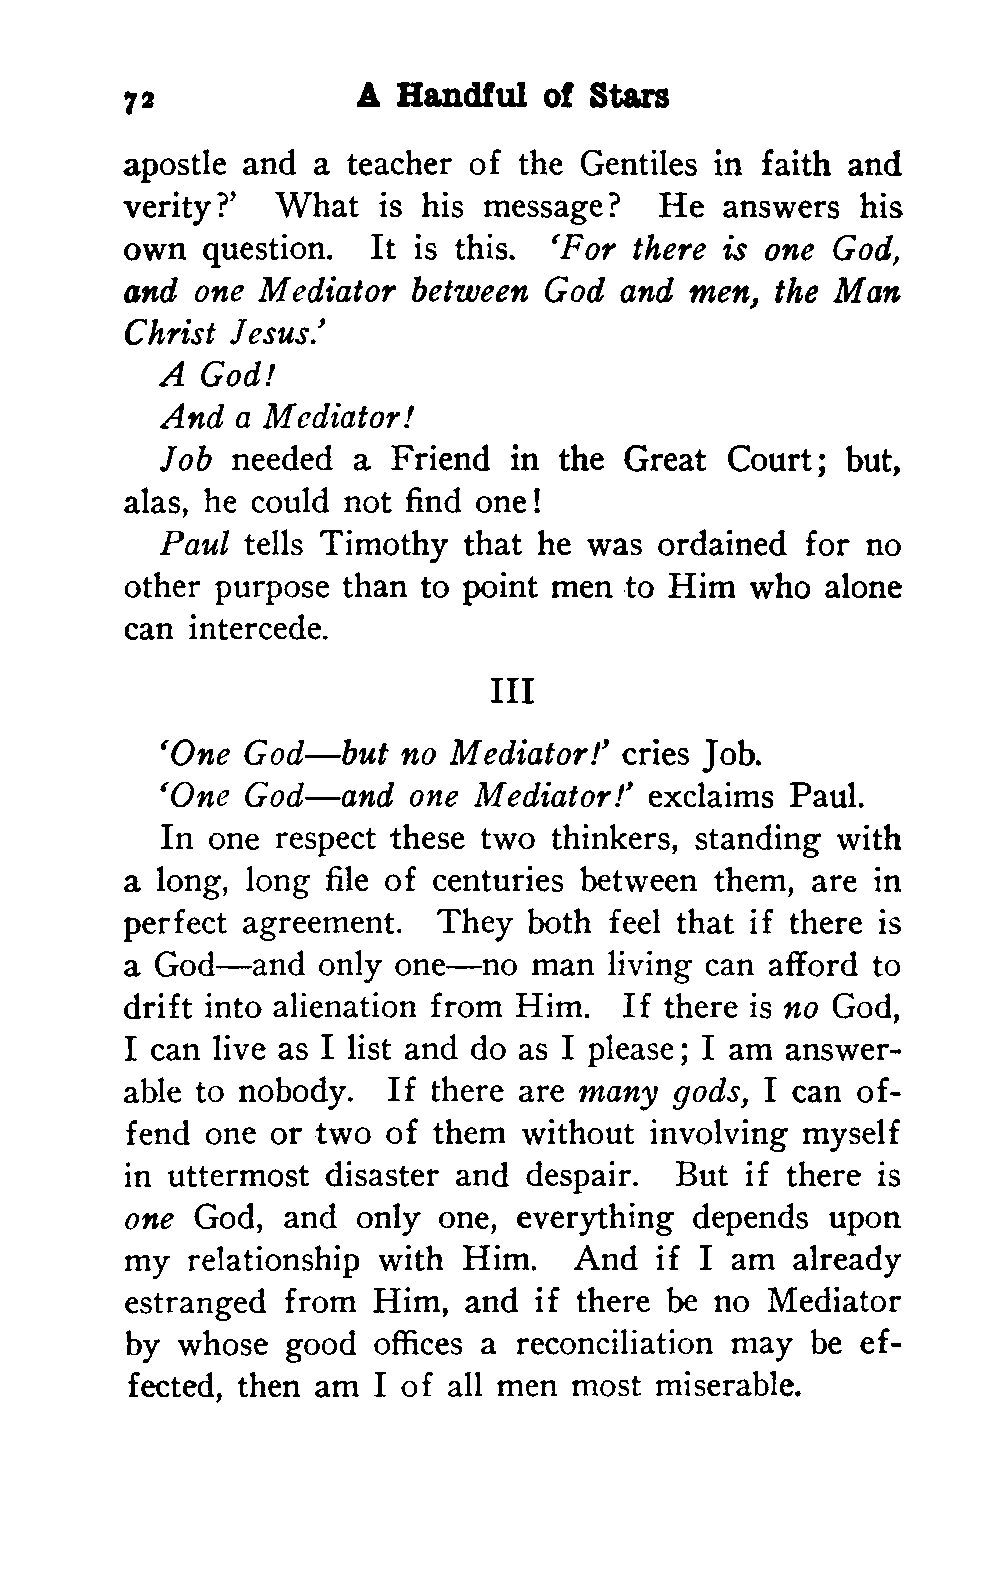 72 A Handful of Stars
apostle and a teacher of the Gentiles in faith and
verity?’ What is his message? He answers his
own question. It is this. ‘For there is one God,
and one Mediator between God and men, the Man
Christ Jesus.’
A God!
And a Mediator!
Job needed a Friend in the Great Court; but,
alas, he could not find one!
Paul tells Timothy that he was ordained for no
other purpose than to point men to Him who alone
can intercede.
III
‘One God—but no Mediator!’ cries Job.
‘One God—and one Mediator!’ exclaims Paul.
In one respect these two thinkers, standing with
a long, long file of centuries between them, are in
perfect agreement. They both feel that if there is
a God—and only one—no man living can afford to
drift into alienation from Him. If there is no God,
I can live as I list and do as I please; I am answer-
able to nobody. If there are many gods, I can of-
fend one or two of them without involving myself
in uttermost disaster and despair. But if there is
one God, and only one, everything depends upon
my relationship with Him. And if I am already
estranged from Him, and if there be no Mediator
by whose good offices a reconciliation may be ef-
fected, then am I of all men most miserable.